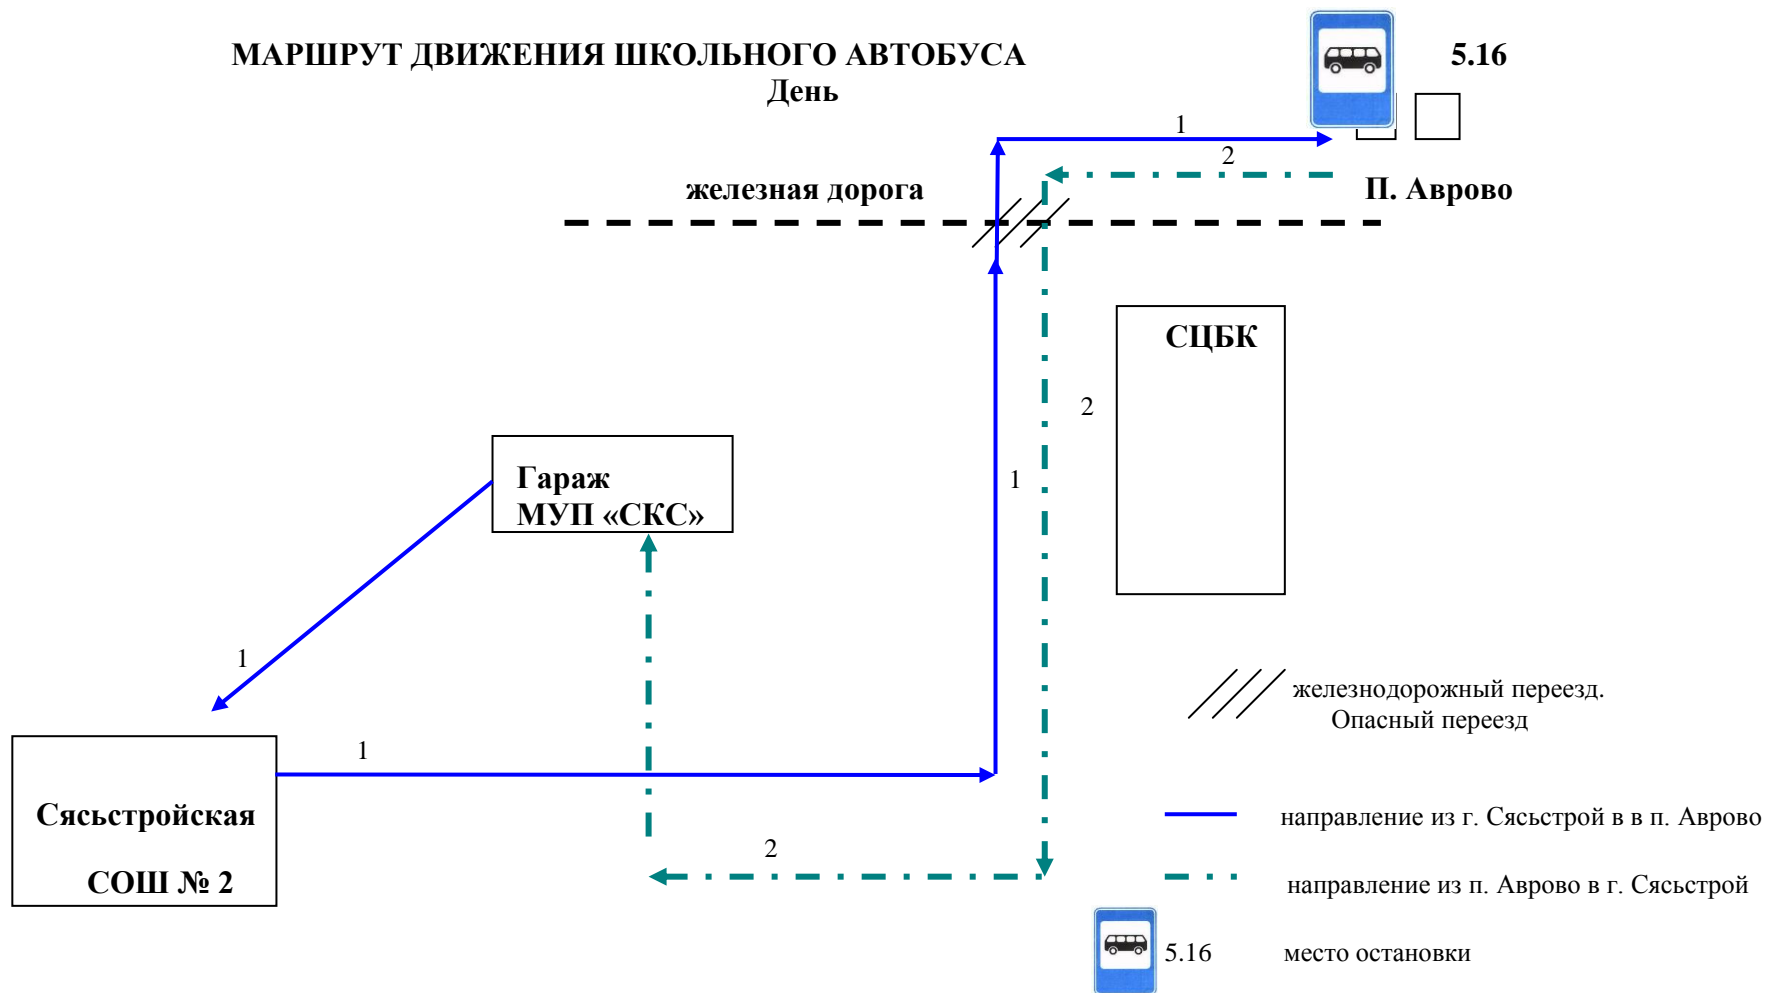 МАРШРУТ ДВИЖЕНИЯ ШКОЛЬНОГО АВТОБУСА
День
5.16
1
2
железная дорога
П. Аврово
СЦБК
2
Гараж
МУП «СКС»
1
1
железнодорожный переезд.
Опасный переезд
1
Сясьстройская
СОШ № 2
направление из г. Сясьстрой в в п. Аврово
2
направление из п. Аврово в г. Сясьстрой
5.16 место остановки